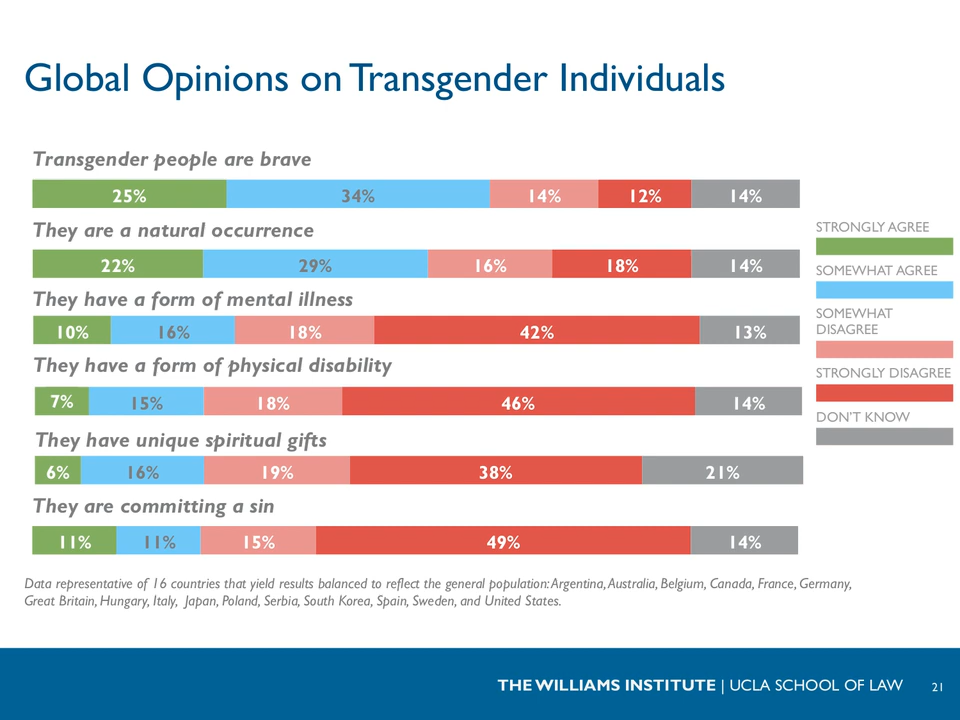 Global Opinions on Transgender Individuals
Transgender people are brave
25% 34% 14% 12% 14%
They are a natural occurrence
22% 29% 16% 18% 14%
They have a form of mental illness
10% 16% 18% 42% 13%
They have a form of physical disability
7% 15% 18% 46% 14%
They have unique spiritual gifts
6% 16% 19% 38% 21%
They are committing a sin
11% 11% 15% 49% 14%
STRONGLY AGREE
SOMEWHAT AGREE
SOMEWHAT
DISAGREE
STRONGLY DISAGREE
DON'T KNOW
Data representative of 16 countries that yield results balanced to reflect the general population: Argentina, Australia, Belgium, Canada, France, Germany,
Great Britain, Hungary, Italy, Japan, Poland, Serbia, South Korea, Spain, Sweden, and United States.
THE WILLIAMS INSTITUTE | UCLA SCHOOL OF LAW 21